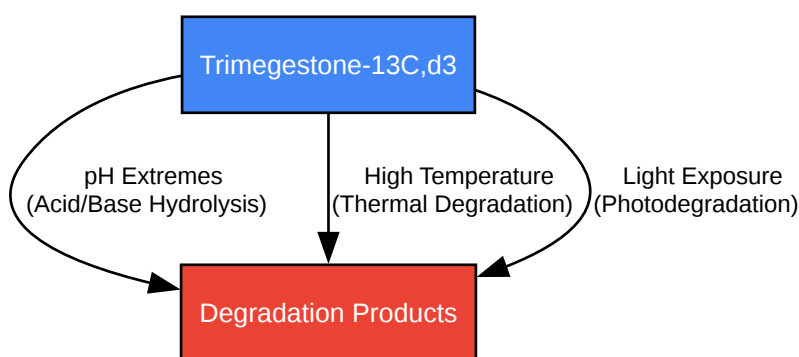 Trimegestone-13C,d3
pH Extremes
(Acid/Base Hydrolysis)
High Temperature
(Thermal Degradation)
Light Exposure
(Photodegradation)
Degradation Products